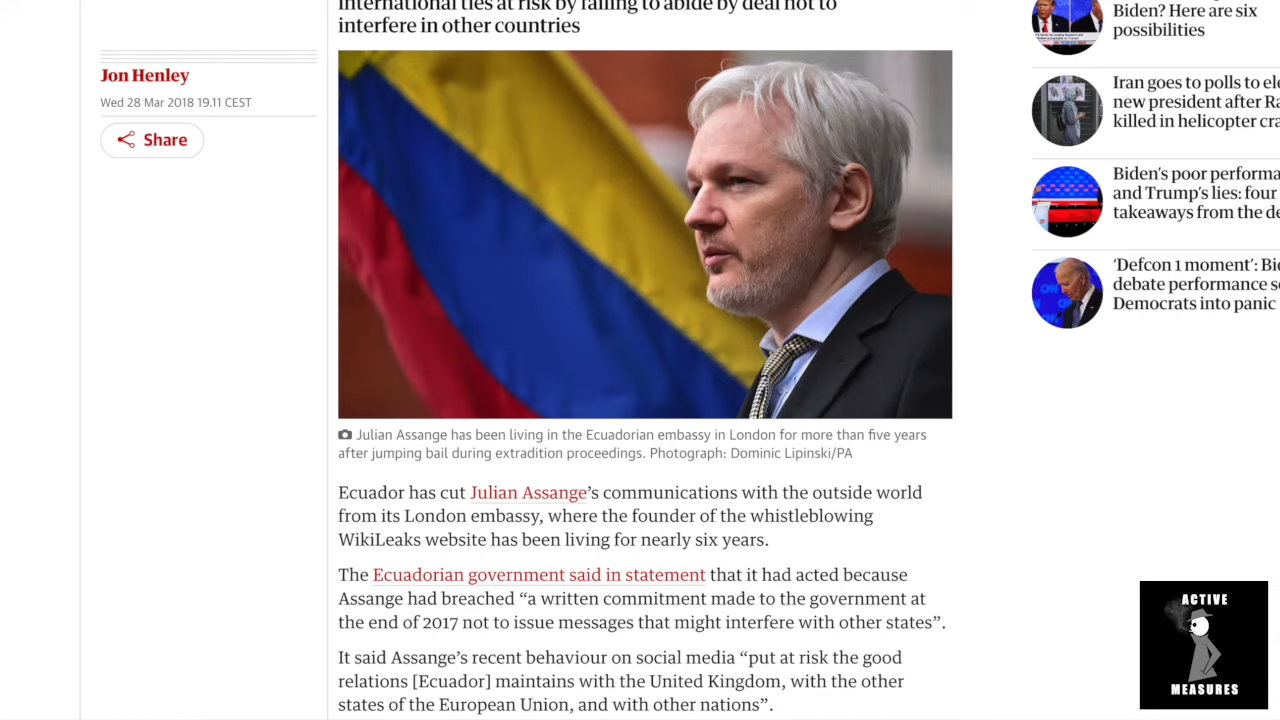 international ties at risk by failing to abide by deal not to
interfere in other countries
Jon Henley
Wed 28 Mar 2018 19.11 CEST
Share
Julian Assange has been living in the Ecuadorian embassy in London for more than five years
after jumping bail during extradition proceedings. Photograph: Dominic Lipinski/PA
Ecuador has cut Julian Assange’s communications with the outside world
from its London embassy, where the founder of the whistleblowing
WikiLeaks website has been living for nearly six years.
The Ecuadorian government said in statement that it had acted because
Assange had breached “a written commitment made to the government at
the end of 2017 not to issue messages that might interfere with other states”.
It said Assange’s recent behaviour on social media “put at risk the good
relations [Ecuador] maintains with the United Kingdom, with the other
states of the European Union, and with other nations”.
Biden? Here are six
possibilities
Iran goes to polls to ele
new president after Ra
killed in helicopter cra
Biden’s poor performa
and Trump’s lies: four
takeaways from the de
‘Defcon 1 moment’: Bi
debate performance s
Democrats into panic
ACTIVE
MEASURES